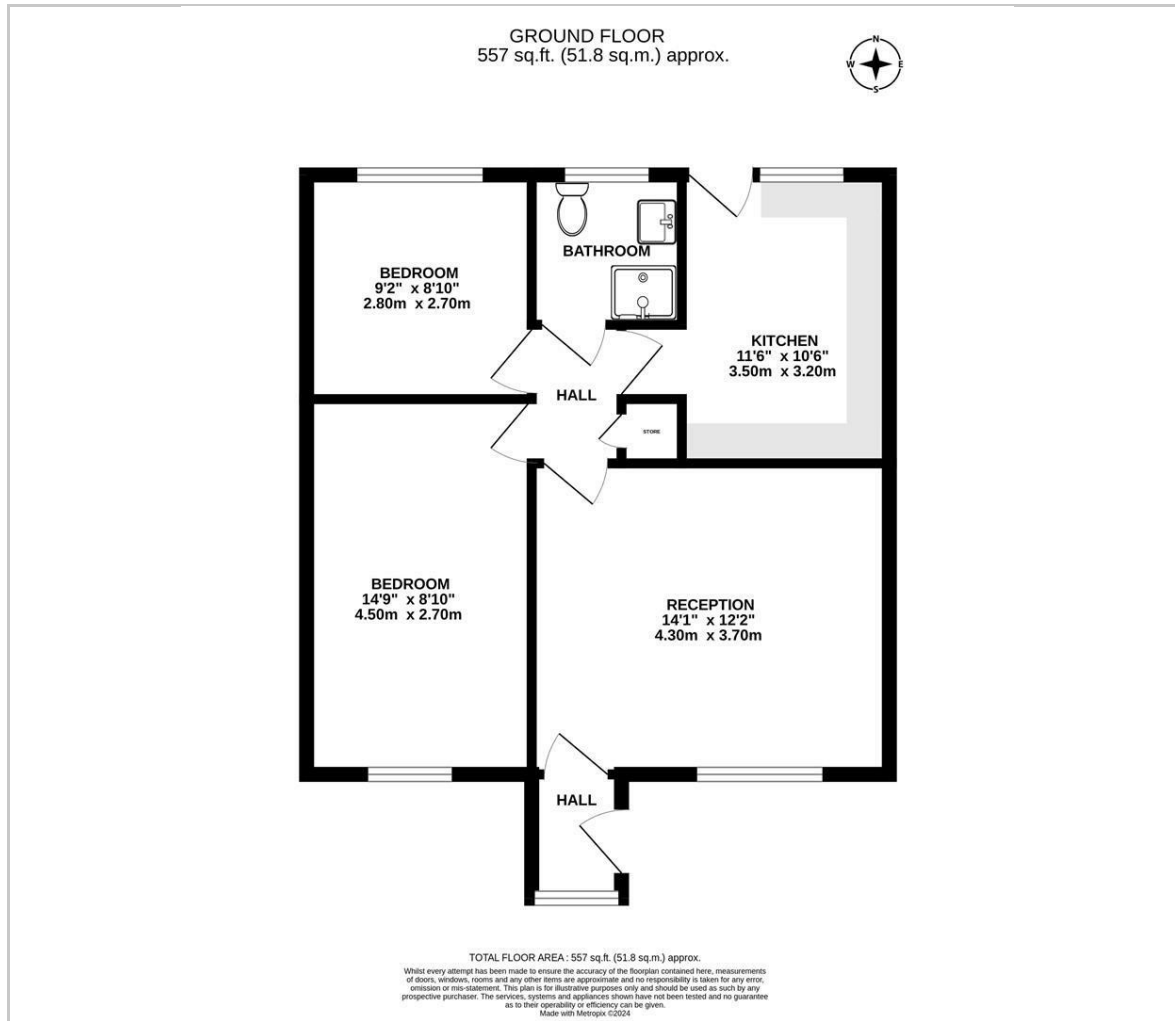 GROUND FLOOR
557 sq.ft. (51.8 sq.m.) approx.
N
W E
S
BATHROOM
BEDROOM
9'2" x 8'10"
2.80m x 2.70m
KITCHEN
11'6" x 10'6"
3.50m x 3.20m
HALL
STORE
BEDROOM
14'9" x 8'10"
4.50m x 2.70m
RECEPTION
14'1" x 12'2"
4.30m x 3.70m
HALL
TOTAL FLOOR AREA : 557 sq.ft. (51.8 sq.m.) approx.
Whilst every attempt has been made to ensure the accuracy of the floorplan contained here, measurements
of doors, windows, rooms and any other items are approximate and no responsibility is taken for any error,
omission or mis-statement. This plan is for illustrative purposes only and should be used as such by any
prospective purchaser. The services, systems and appliances shown have not been tested and no guarantee
as to their operability or efficiency can be given.
Made with Metropix ©2024